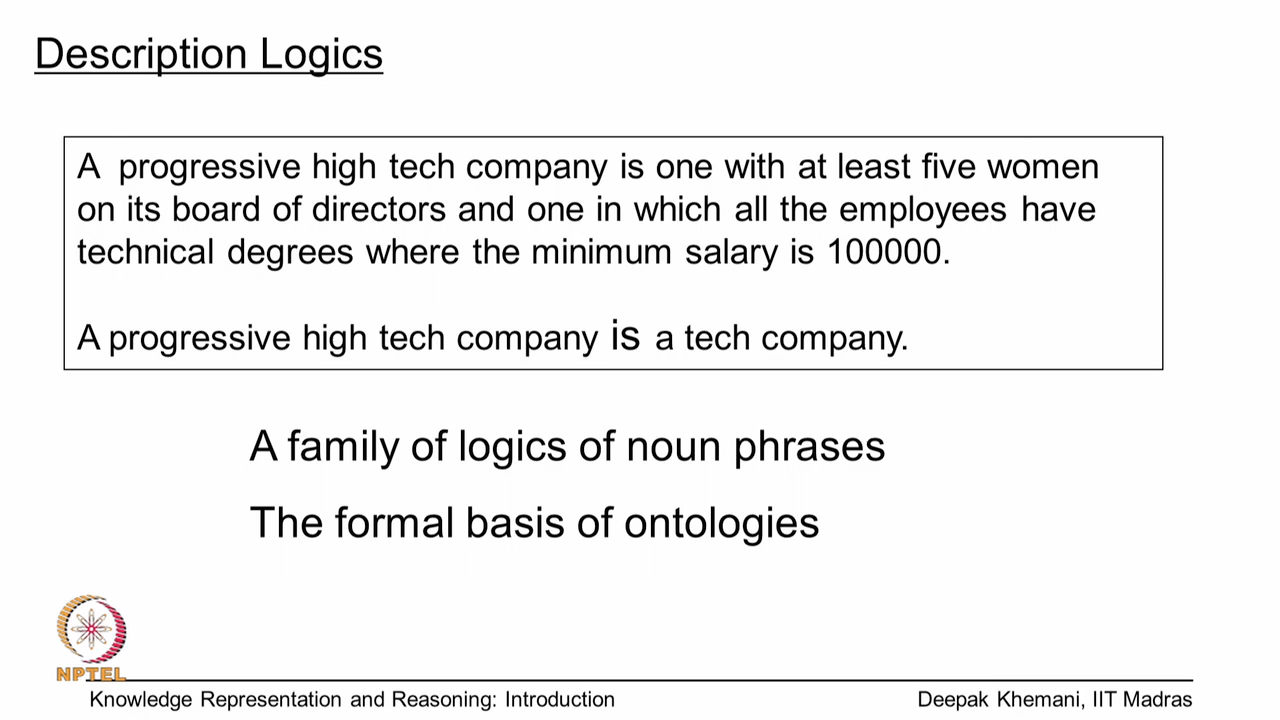 Description Logics
A progressive high tech company is one with at least five women
on its board of directors and one in which all the employees have
technical degrees where the minimum salary is 100000.
A progressive high tech company is a tech company.
A family of logics of noun phrases
The formal basis of ontologies
NPTEL
Knowledge Representation and Reasoning: Introduction
Deepak Khemani, IIT Madras